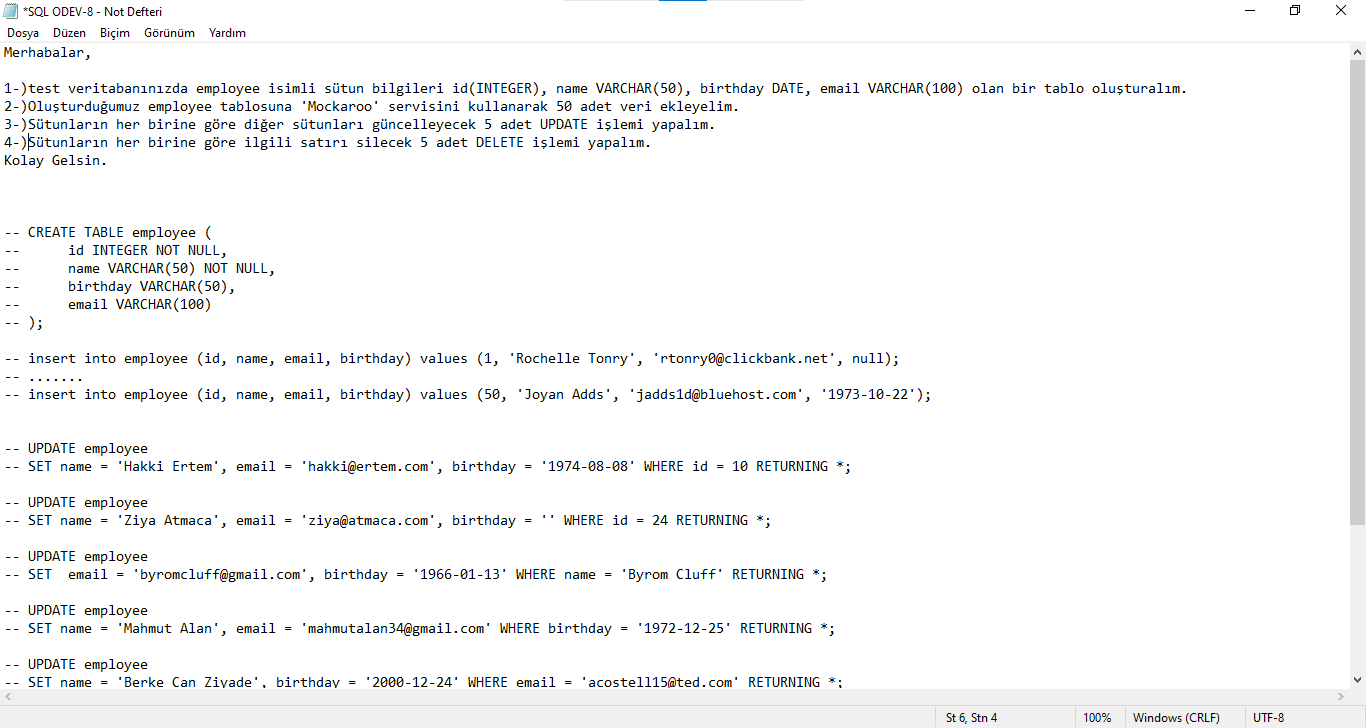 *SQL ODEV-8 - Not Defteri
Dosya Düzen Biçim Görünüm Yardım
Merhabalar,
1-)test veritabanınızda employee isimli sütun bilgileri id(INTEGER), name VARCHAR(50), birthday DATE, email VARCHAR(100) olan bir tablo oluşturalım.
2-)Oluşturduğumuz employee tablosuna 'Mockaroo' servisini kullanarak 50 adet veri ekleyelim.
3-)Sütunların her birine göre diğer sütunları güncelleyecek 5 adet UPDATE işlemi yapalım.
4-)Sütunların her birine göre ilgili satırı silecek 5 adet DELETE işlemi yapalım.
Kolay Gelsin.
-- CREATE TABLE employee (
--      id INTEGER NOT NULL,
--      name VARCHAR(50) NOT NULL,
--      birthday VARCHAR(50),
--      email VARCHAR(100)
-- );
-- insert into employee (id, name, email, birthday) values (1, 'Rochelle Tonry', 'rtonry0@clickbank.net', null);
-- .......
-- insert into employee (id, name, email, birthday) values (50, 'Joyan Adds', 'jadds1d@bluehost.com', '1973-10-22');
-- UPDATE employee
-- SET name = 'Hakki Ertem', email = 'hakki@ertem.com', birthday = '1974-08-08' WHERE id = 10 RETURNING *;
-- UPDATE employee
-- SET name = 'Ziya Atmaca', email = 'ziya@atmaca.com', birthday = '' WHERE id = 24 RETURNING *;
-- UPDATE employee
-- SET  email = 'byromcluff@gmail.com', birthday = '1966-01-13' WHERE name = 'Byrom Cluff' RETURNING *;
-- UPDATE employee
-- SET name = 'Mahmut Alan', email = 'mahmutalan34@gmail.com' WHERE birthday = '1972-12-25' RETURNING *;
-- UPDATE employee
-- SET name = 'Berke Can Ziyade', birthday = '2000-12-24' WHERE email = 'acostell15@ted.com' RETURNING *;
St 6, Stn 4 100% Windows (CRLF) UTF-8